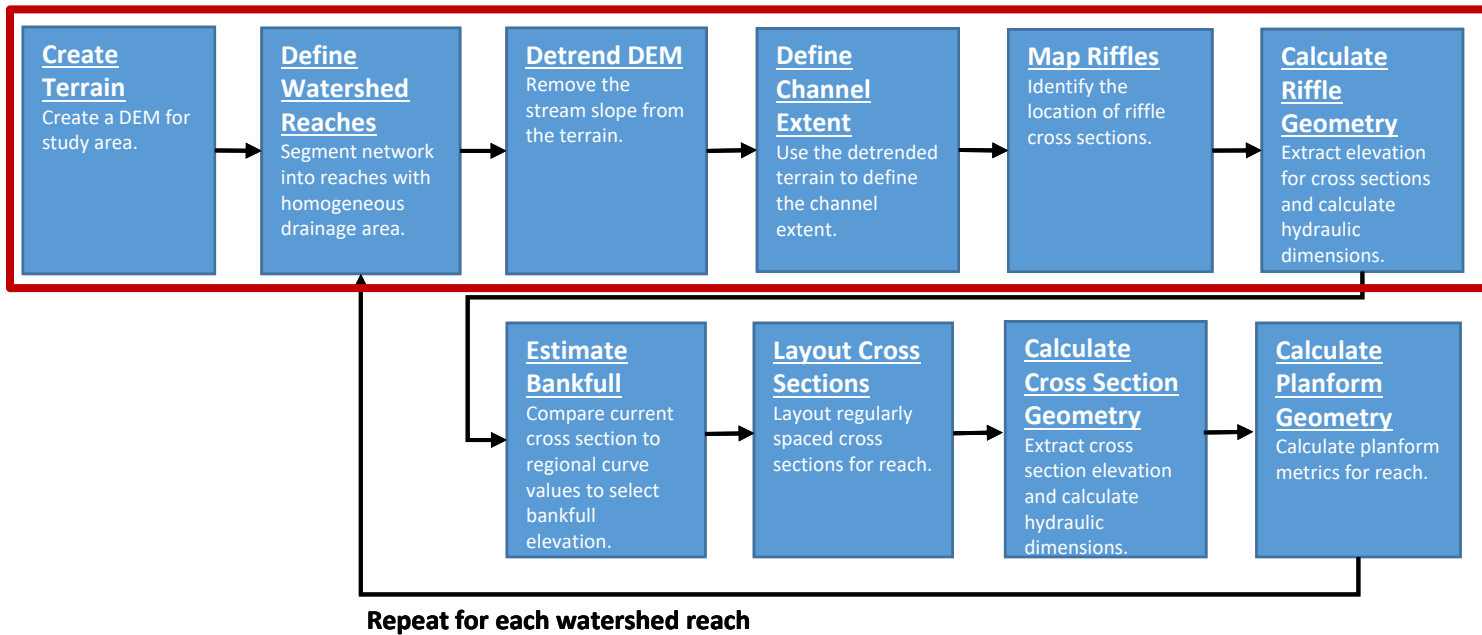 Create
Terrain
Create a DEM for
study area.
Define
Watershed
Reaches
Segment network
into reaches with
homogeneous
drainage area.
Detrend DEM
Remove the
stream slope from
the terrain.
Define
Channel
Extent
Use the detrended
terrain to define
the channel
extent.
Map Riffles
Identify the
location of riffle
cross sections.
Calculate
Riffle
Geometry
Extract elevation
for cross sections
and calculate
hydraulic
dimensions.
Estimate
Bankfull
Compare current
cross section to
regional curve
values to select
bankfull
elevation.
Layout Cross
Sections
Layout regularly
spaced cross
sections for reach.
Calculate
Cross Section
Geometry
Extract cross
section elevation
and calculate
hydraulic
dimensions.
Calculate
Planform
Geometry
Calculate planform
metrics for reach.
Repeat for each watershed reach